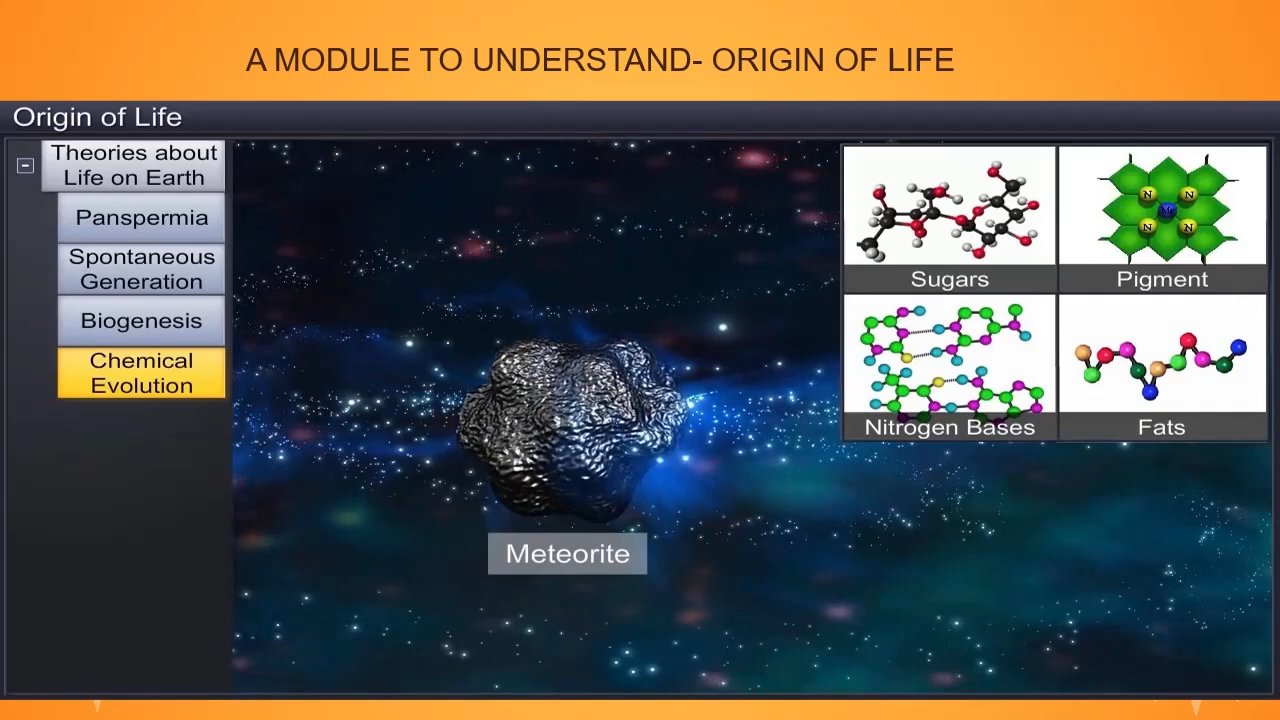 A MODULE TO UNDERSTAND- ORIGIN OF LIFE
Origin of Life
Theories about
Life on Earth
Panspermia
Spontaneous
Generation
Biogenesis
Chemical
Evolution
Meteorite
Sugars
N
N
Mg
N
N
Pigment
Nitrogen Bases
Fats